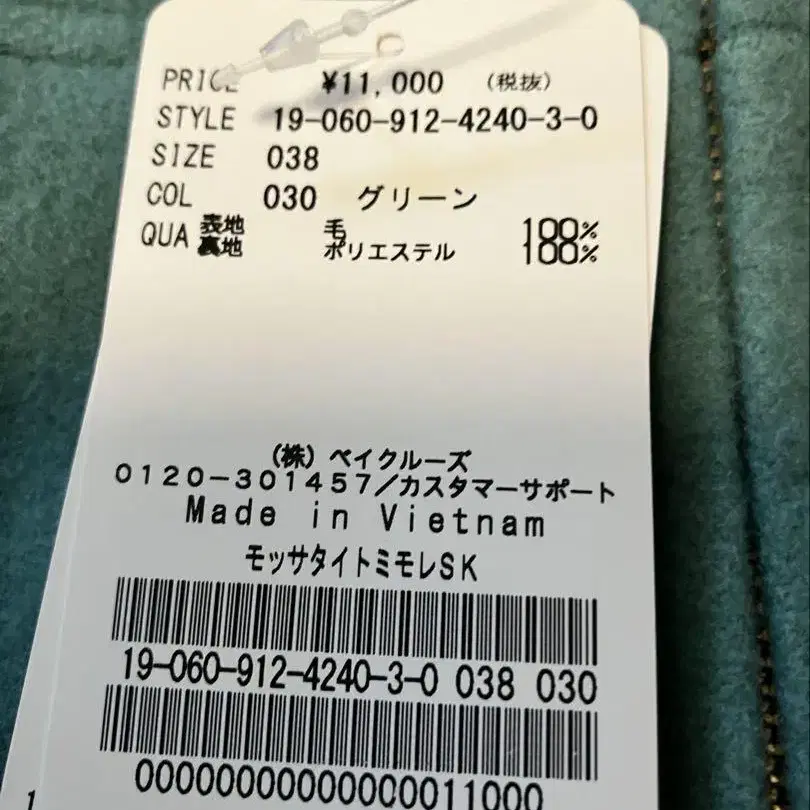 PRICE ¥11,000 (税抜)
STYLE 19-060-912-4240-3-0
SIZE 038
COL 030 グリーン
QUA 表地 毛 100%
裏地 ポリエステル 100%
(株) ベイクルーズ
0120-301457/カスタマーサポート
Made in Vietnam
モッサタイトミモレSK
19-060-912-4240-3-0 038 030
0000000000000000011000
1